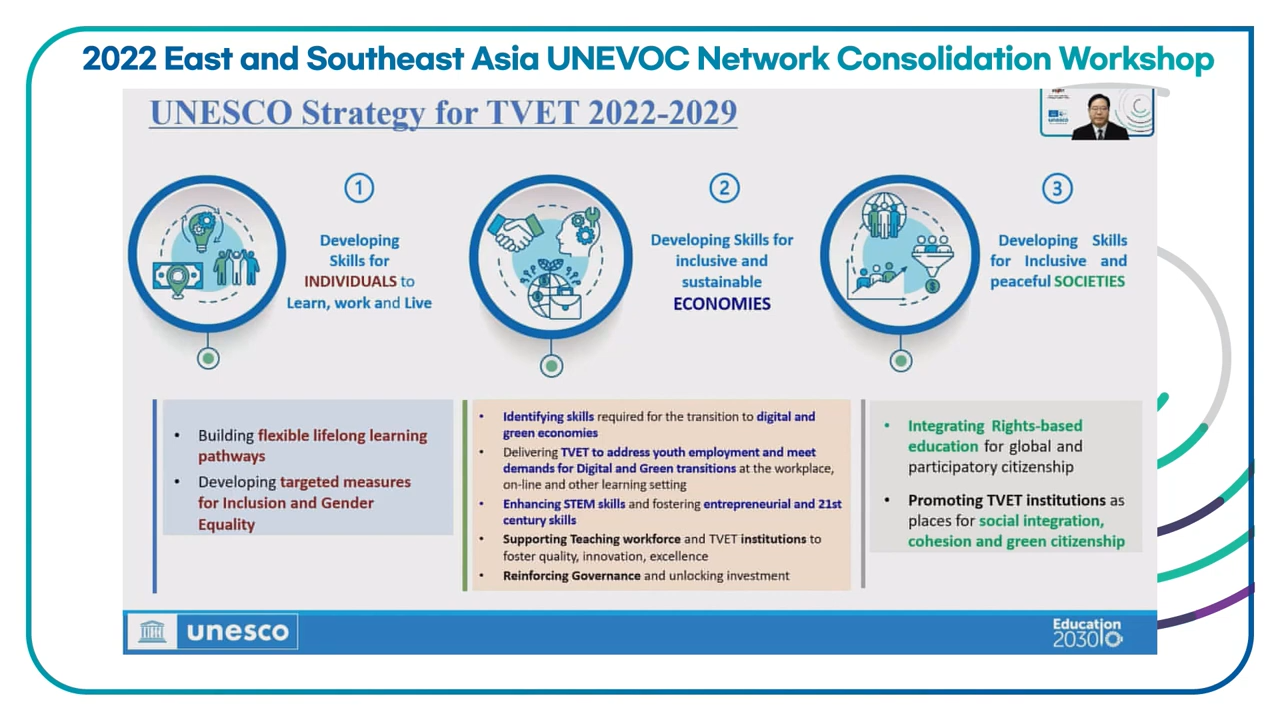 2022 East and Southeast Asia UNEVOC Network Consolidation Workshop
UNESCO Strategy for TVET 2022-2029
1
Developing
Skills for
INDIVIDUALS to
Learn, work and Live
2
Developing Skills for
inclusive and
sustainable
ECONOMIES
3
Developing Skills
for Inclusive and
peaceful SOCIETIES
• Building flexible lifelong learning
pathways
• Developing targeted measures
for Inclusion and Gender
Equality
• Identifying skills required for the transition to digital and
green economies
• Delivering TVET to address youth employment and meet
demands for Digital and Green transitions at the workplace,
on-line and other learning setting
• Enhancing STEM skills and fostering entrepreneurial and 21st
century skills
• Supporting Teaching workforce and TVET institutions to
foster quality, innovation, excellence
• Reinforcing Governance and unlocking investment
• Integrating Rights-based
education for global and
participatory citizenship
• Promoting TVET institutions as
places for social integration,
cohesion and green citizenship
unesco
Education
2030